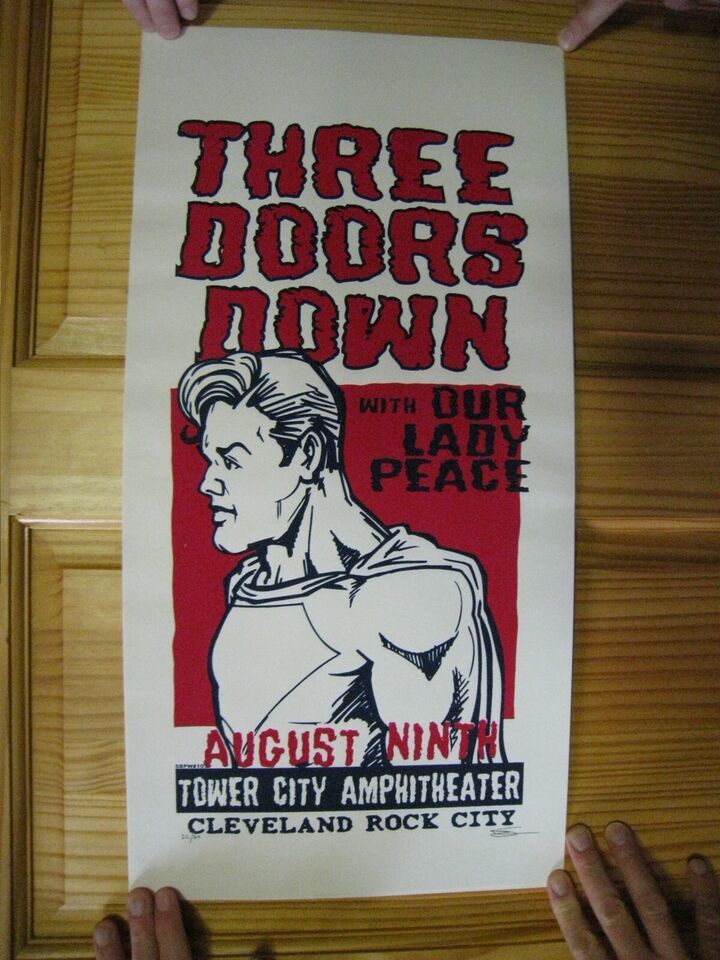 THREE
DOORS
DOWN
WITH OUR
LADY
PEACE
AUGUST NINTH
TOWER CITY AMPHITHEATER
CLEVELAND ROCK CITY